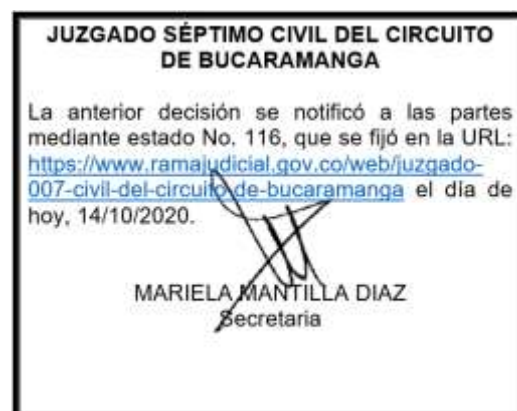 JUZGADO SÉPTIMO CIVIL DEL CIRCUITO
DE BUCARAMANGA
La anterior decisión se notificó a las partes
mediante estado No. 116, que se fijó en la URL:
https://www.ramajudicial.gov.co/web/juzgado-
007-civil-del-circuito-de-bucaramanga el día de
hoy, 14/10/2020.
MARIELA MANTILLA DIAZ
Secretaria